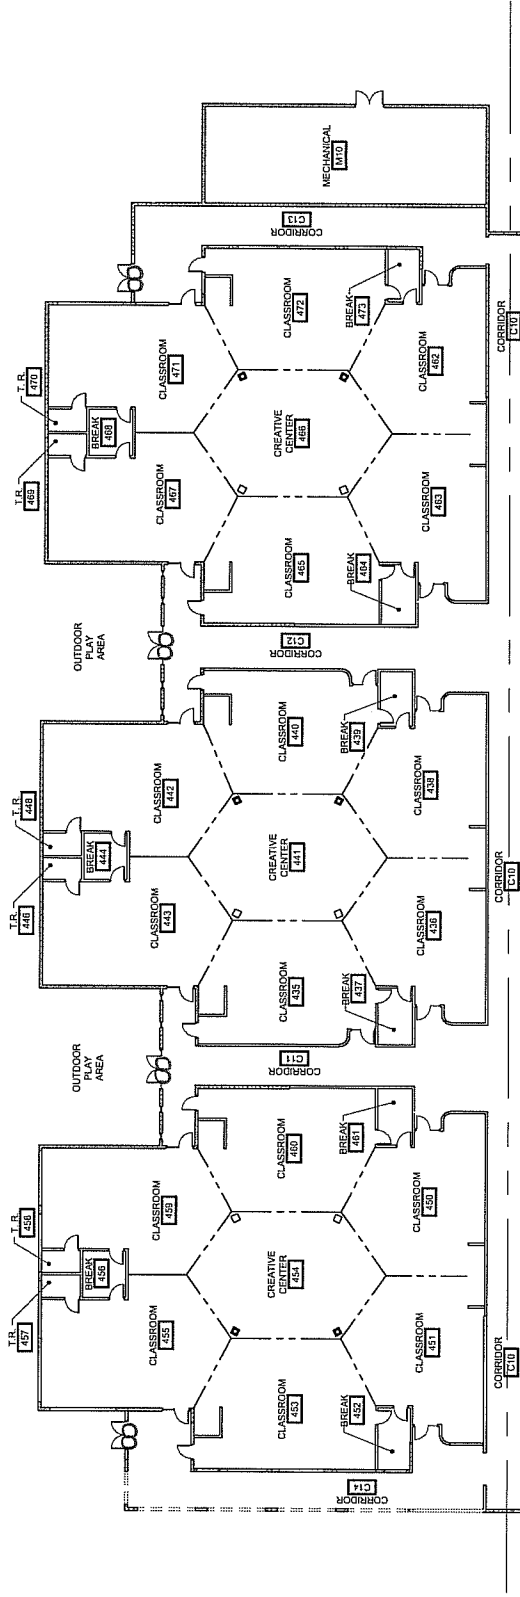 MECHANICAL
M10
CORRIDOR
C13
T. R.
470
T.R.
469
BREAK
468
CLASSROOM
471
CLASSROOM
472
BREAK
473
CLASSROOM
462
CORRIDOR
C10
CREATIVE
CENTER
466
CLASSROOM
467
CLASSROOM
463
CLASSROOM
465
BREAK
464
CORRIDOR
C12
OUTDOOR
PLAY
AREA
T. R.
448
T.R.
446
BREAK
444
CLASSROOM
442
CLASSROOM
440
BREAK
439
CLASSROOM
438
CORRIDOR
C10
CREATIVE
CENTER
441
CLASSROOM
443
CLASSROOM
436
CLASSROOM
435
BREAK
437
CORRIDOR
C11
OUTDOOR
PLAY
AREA
T. R.
458
T.R.
457
BREAK
456
CLASSROOM
459
CLASSROOM
460
BREAK
461
CLASSROOM
450
CREATIVE
CENTER
454
CLASSROOM
455
CLASSROOM
451
CORRIDOR
C10
CLASSROOM
453
BREAK
452
CORRIDOR
C14